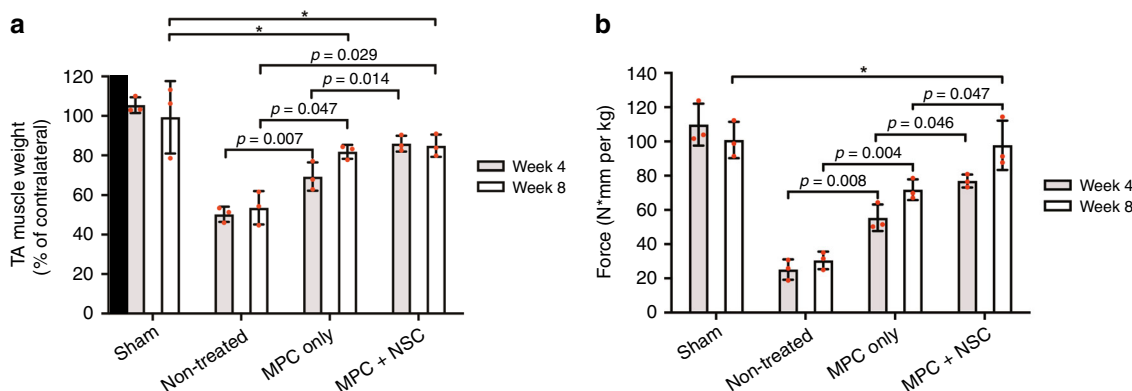 a
*
*
p = 0.029
p = 0.014
p = 0.047
p = 0.007
TA muscle weight
(% of contralateral)
120
100
80
60
40
20
0
Sham
Non-treated
MPC only
MPC + NSC
Week 4
Week 8
b
*
p = 0.047
p = 0.046
p = 0.004
p = 0.008
Force (N*mm per kg)
140
120
100
80
60
40
20
0
Sham
Non-treated
MPC only
MPC + NSC
Week 4
Week 8